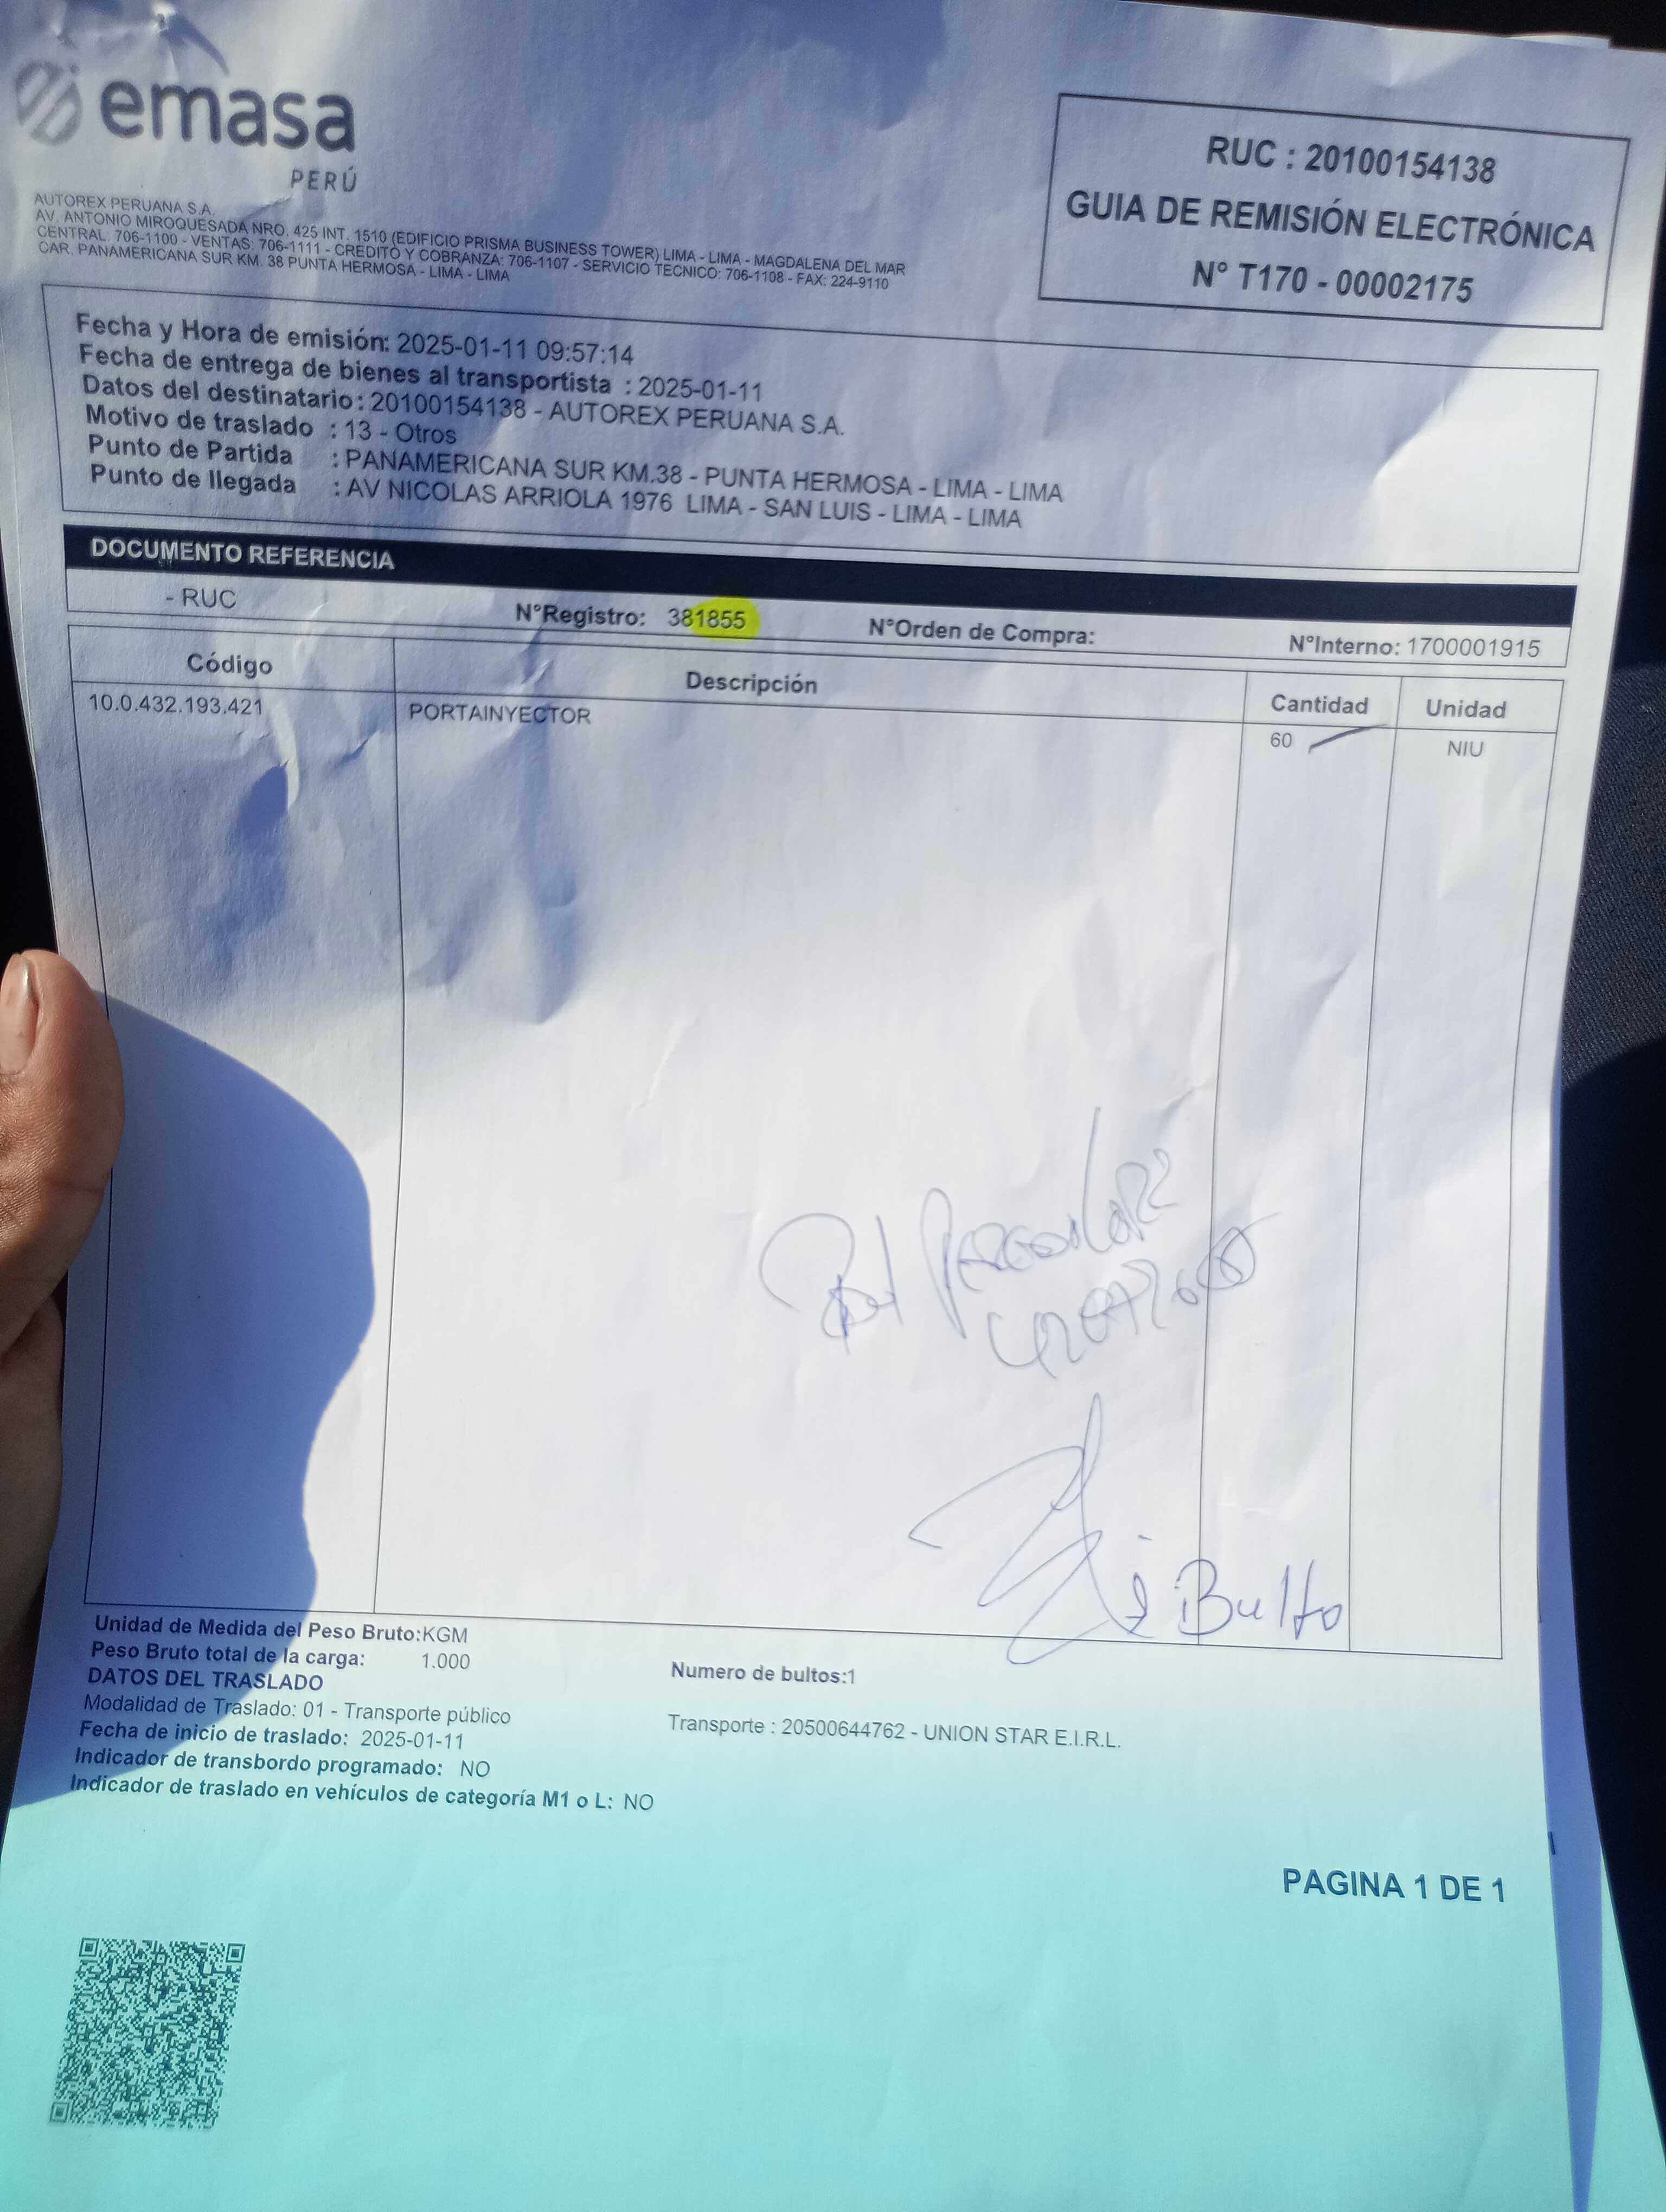 emasa
PERÚ
AUTOREX PERUANA S.A.
AV. ANTONIO MIROQUESADA NRO. 425 INT. 1510 (EDIFICIO PRISMA BUSINESS TOWER) LIMA - LIMA - MAGDALENA DEL MAR
CENTRAL: 706-1100 - VENTAS: 706-1111 - CREDITO Y COBRANZA: 706-1107 - SERVICIO TECNICO: 706-1108 - FAX: 224-9110
CAR. PANAMERICANA SUR KM. 38 PUNTA HERMOSA - LIMA - LIMA
RUC : 20100154138
GUIA DE REMISIÓN ELECTRÓNICA
N° T170 - 00002175
Fecha y Hora de emisión: 2025-01-11 09:57:14
Fecha de entrega de bienes al transportista : 2025-01-11
Datos del destinatario : 20100154138 - AUTOREX PERUANA S.A.
Motivo de traslado : 13 - Otros
Punto de Partida : PANAMERICANA SUR KM.38 - PUNTA HERMOSA - LIMA - LIMA
Punto de llegada : AV NICOLAS ARRIOLA 1976 LIMA - SAN LUIS - LIMA - LIMA
DOCUMENTO REFERENCIA
- RUC N°Registro: 381855 N°Orden de Compra: N°Interno: 1700001915
Código Descripción Cantidad Unidad
10.0.432.193.421 PORTAINYECTOR 60 NIU
Bulto
Unidad de Medida del Peso Bruto:KGM
Peso Bruto total de la carga: 1.000 Numero de bultos:1
DATOS DEL TRASLADO
Modalidad de Traslado: 01 - Transporte público Transporte : 20500644762 - UNION STAR E.I.R.L.
Fecha de inicio de traslado: 2025-01-11
Indicador de transbordo programado: NO
Indicador de traslado en vehículos de categoría M1 o L: NO
PAGINA 1 DE 1